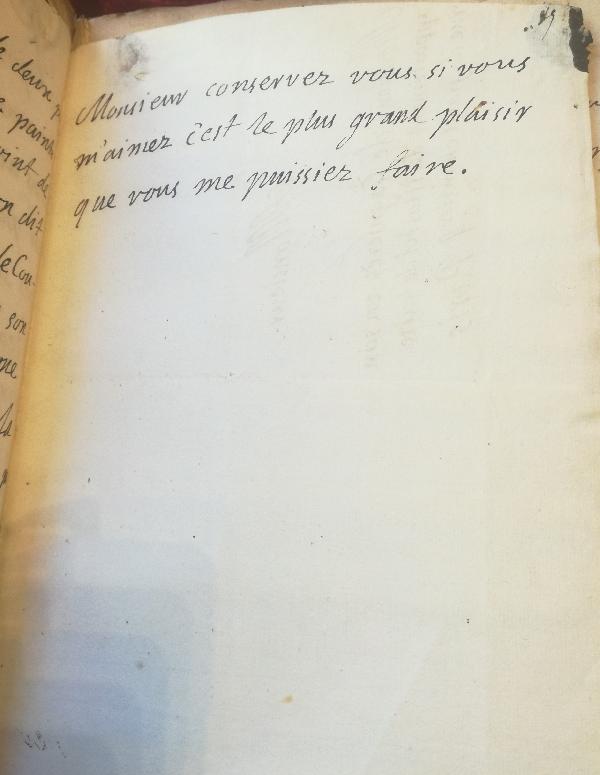 Monsieur conservez vous si vous
m'aimez c'est le plus grand plaisir
que vous me puissiez faire.